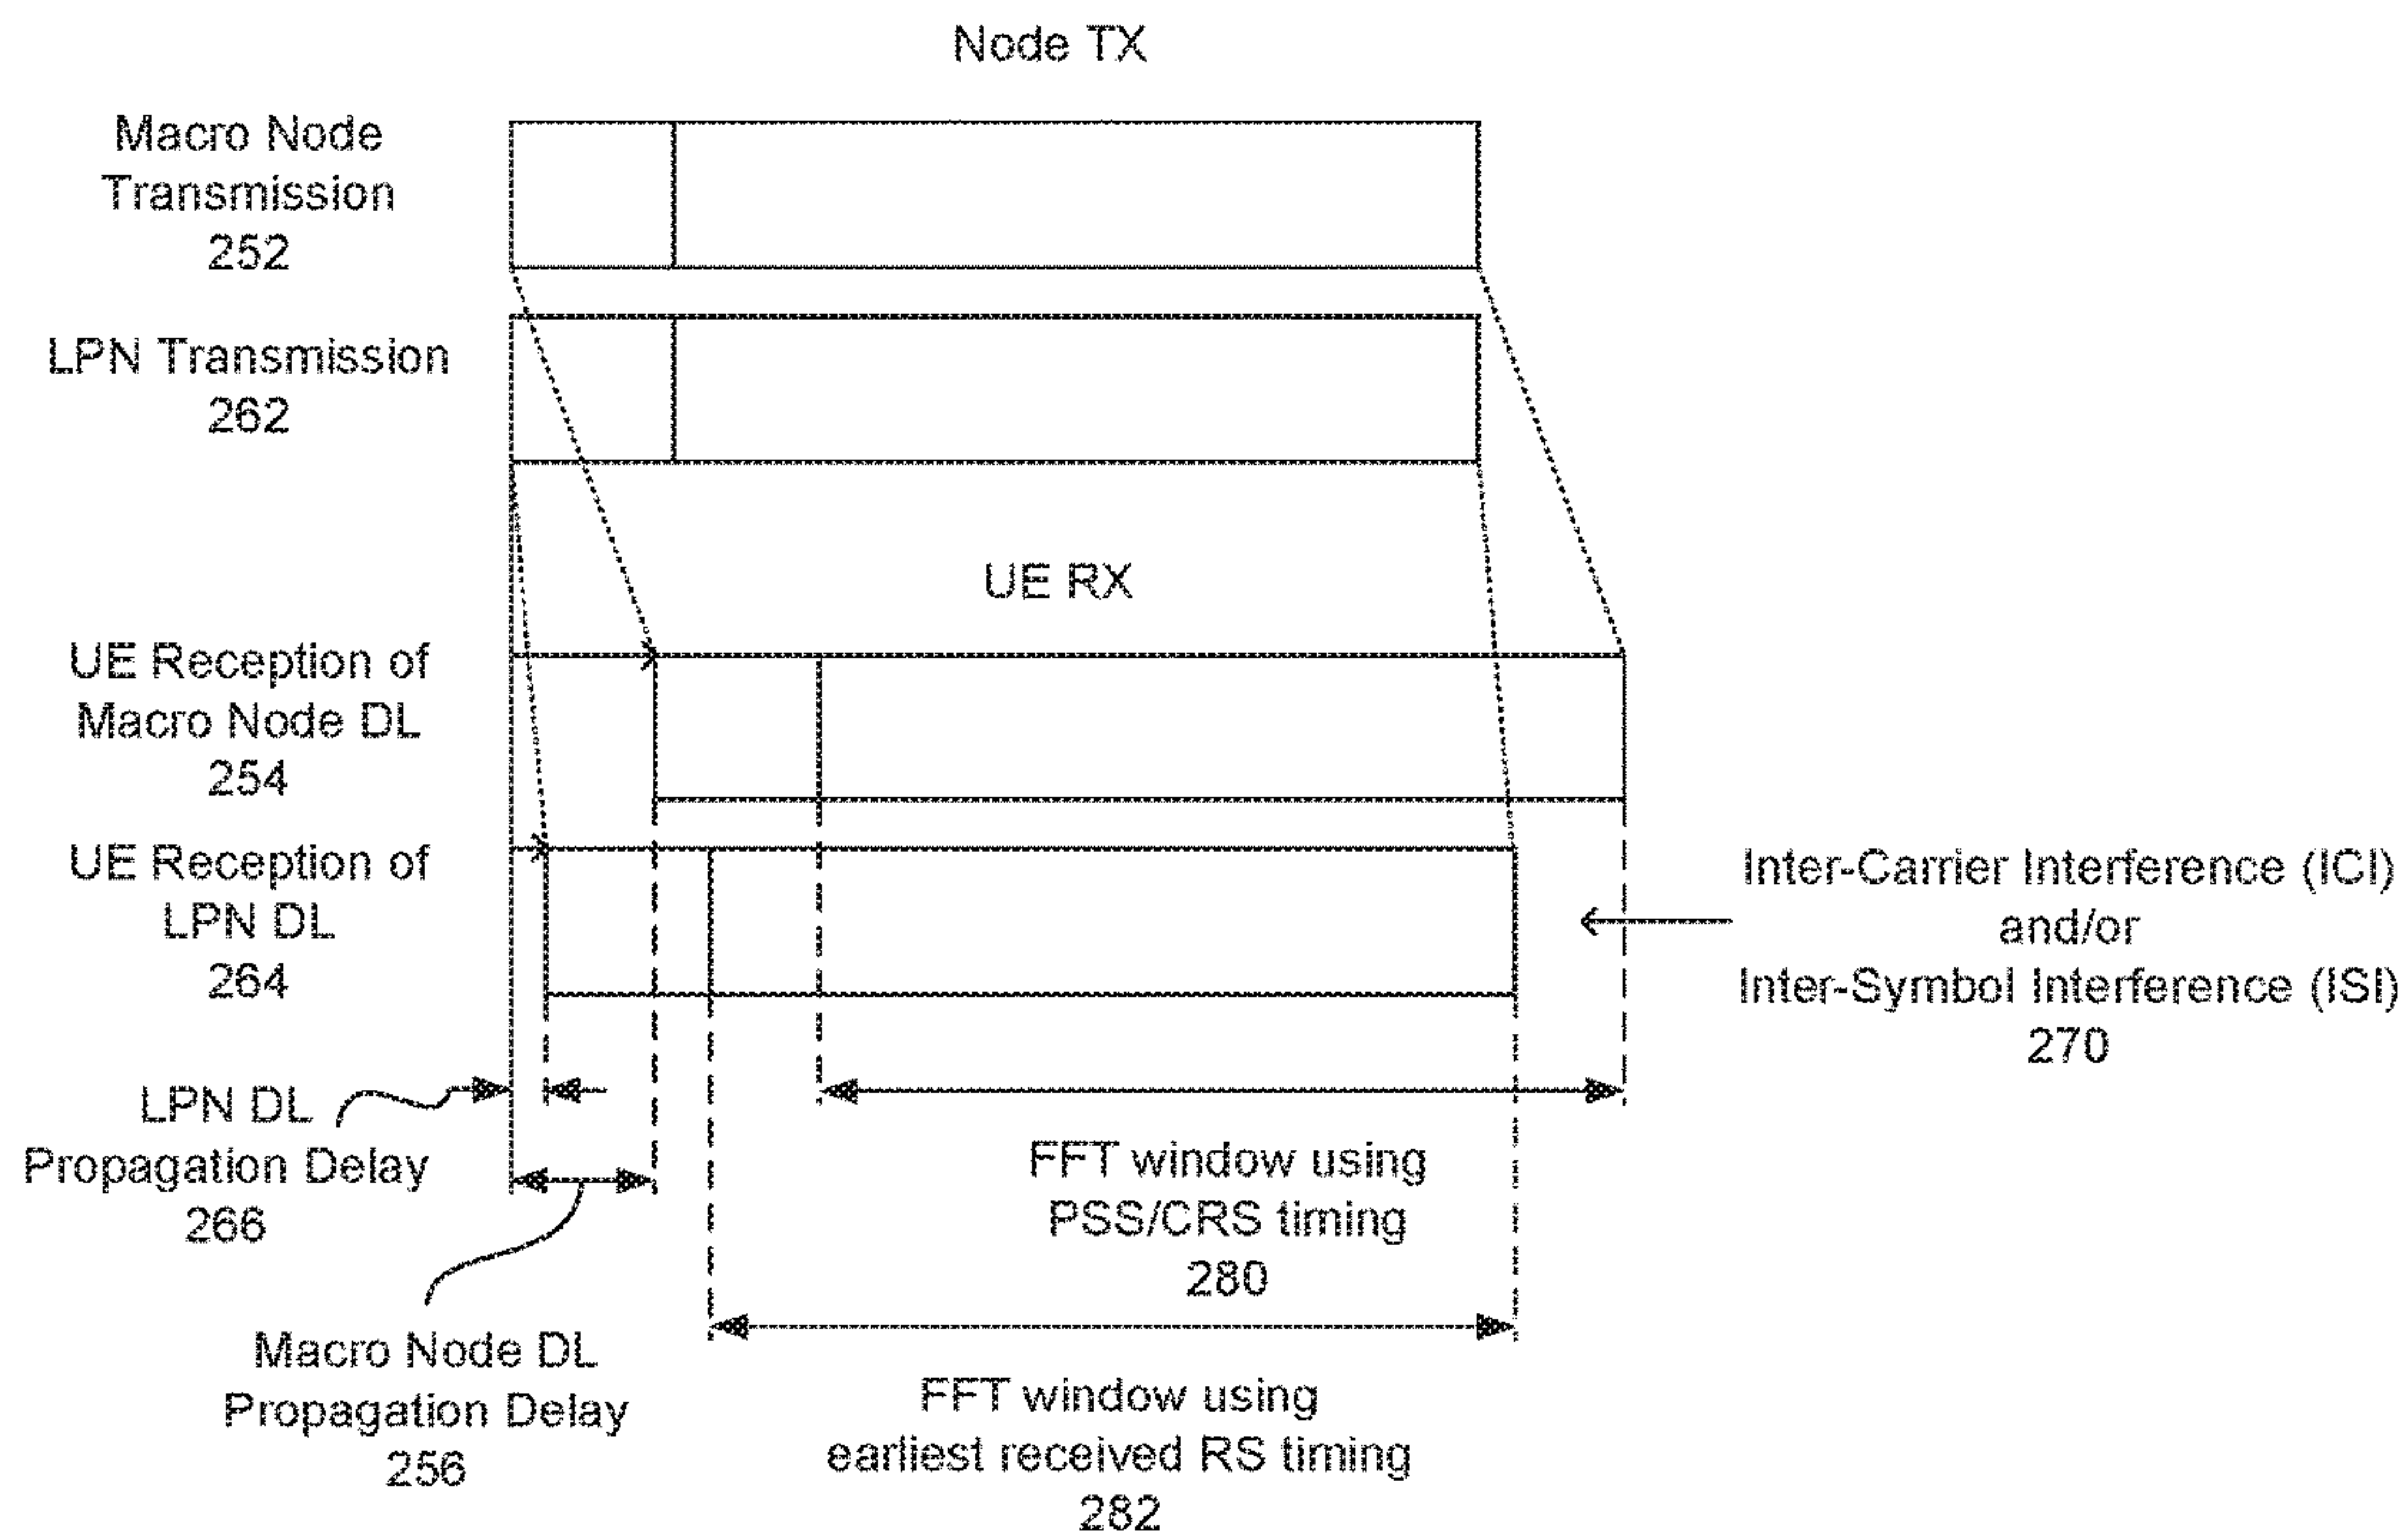 Node TX
Macro Node
Transmission
252
LPN Transmission
262
UE RX
UE Reception of
Macro Node DL
254
UE Reception of
LPN DL
264
Inter-Carrier Interference (ICI)
and/or
Inter-Symbol Interference (ISI)
270
LPN DL
Propagation Delay
266
FFT window using
PSS/CRS timing
280
Macro Node DL
Propagation Delay
256
FFT window using
earliest received RS timing
282